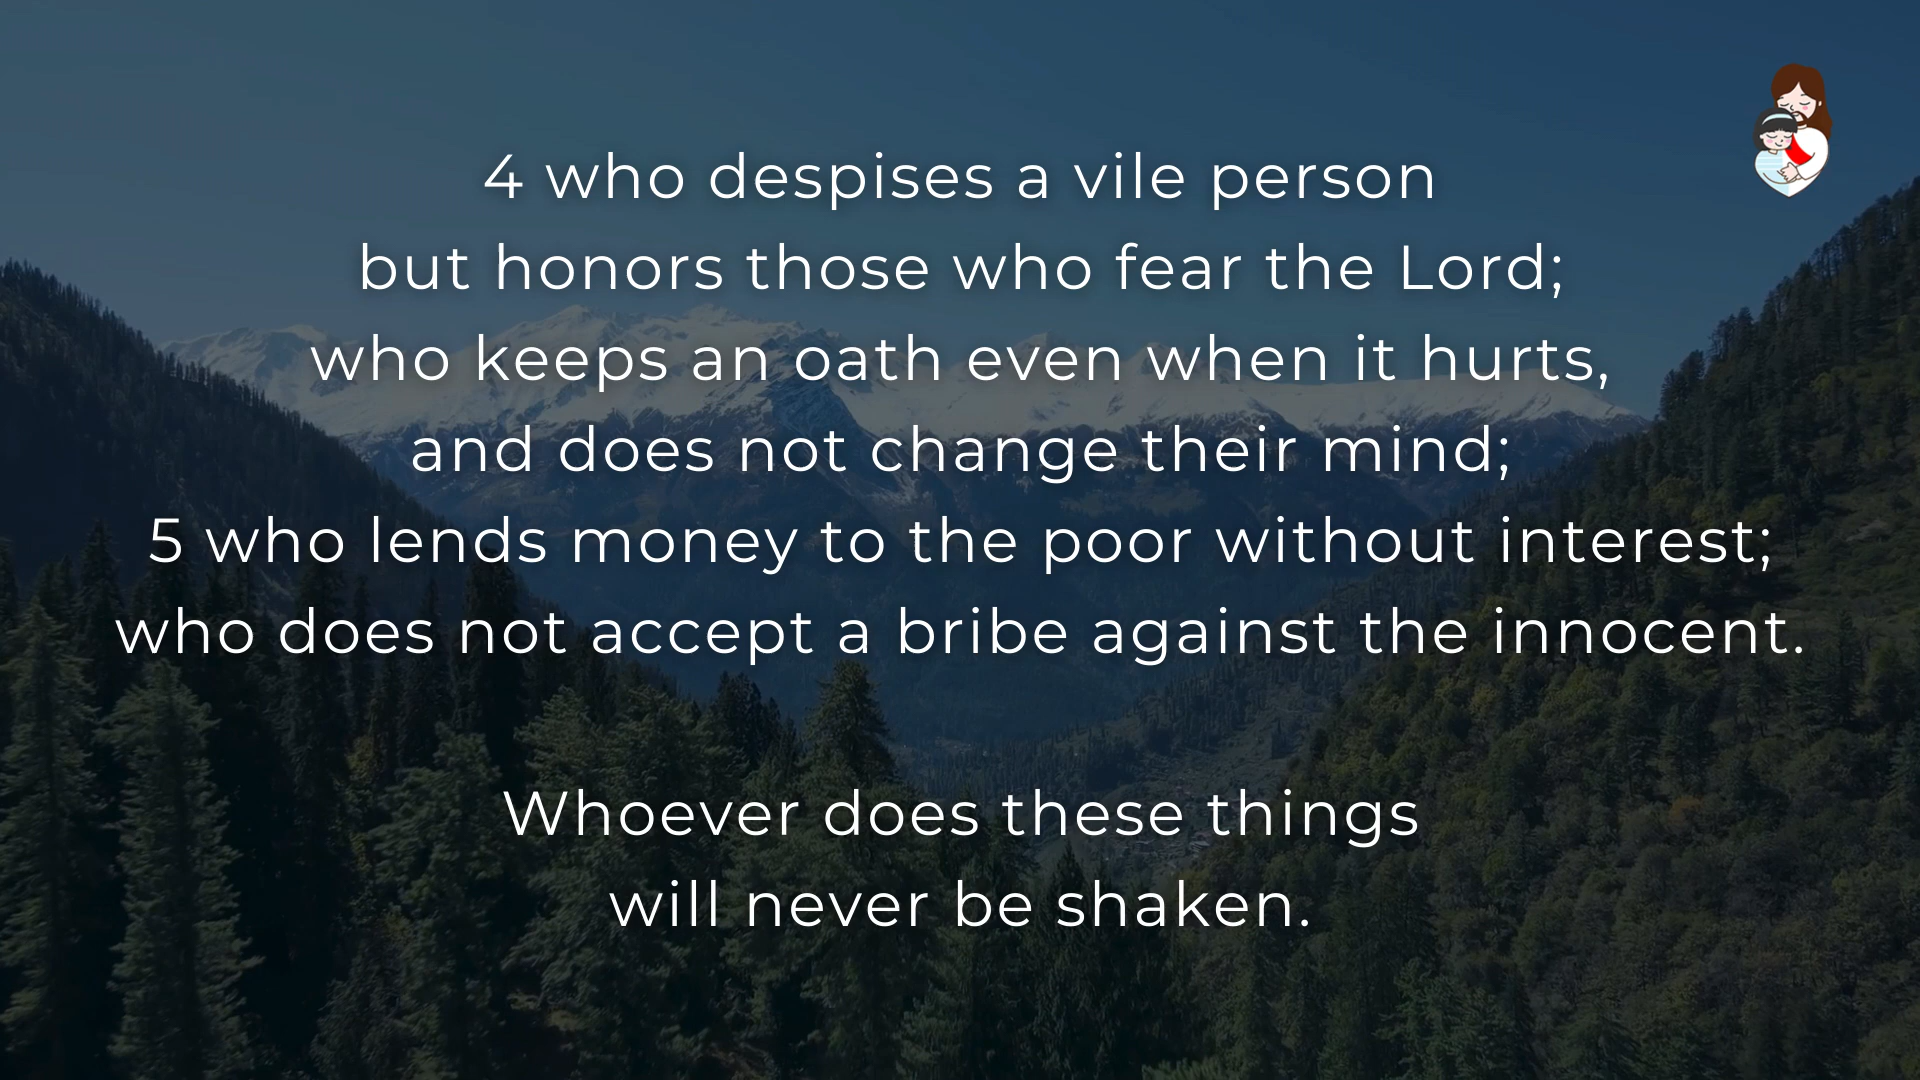 4 who despises a vile person
but honors those who fear the Lord;
who keeps an oath even when it hurts,
and does not change their mind;
5 who lends money to the poor without interest;
who does not accept a bribe against the innocent.
Whoever does these things
will never be shaken.